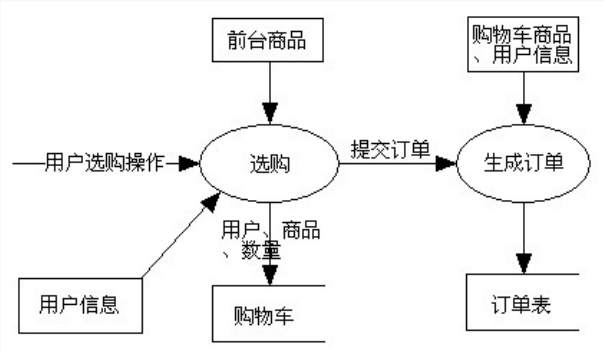 前台商品
购物车商品
、用户信息
用户选购操作
选购
提交订单
生成订单
用户、商品
、数量
用户信息
购物车
订单表